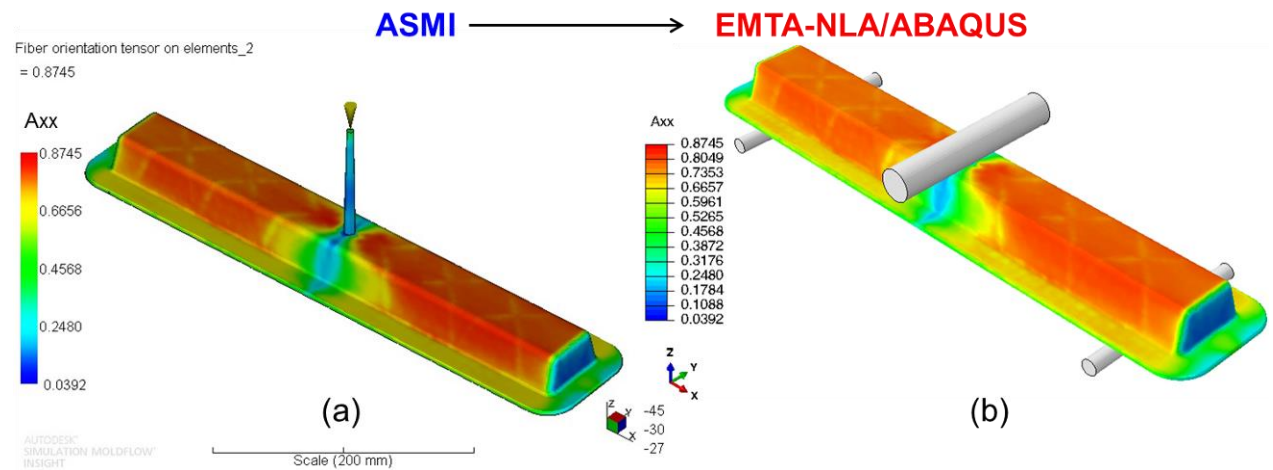 ASMI
EMTA-NLA/ABAQUS
Fiber orientation tensor on elements_2
= 0.8745
Axx
0.8745
0.6656
0.4568
0.2480
0.0392
(a)
AUTODESK®
SIMULATION MOLDFLOW®
INSIGHT
Scale (200 mm)
Z
Y
X
-45
-30
-27
Axx
0.8745
0.8049
0.7353
0.6657
0.5961
0.5265
0.4568
0.3872
0.3176
0.2480
0.1784
0.1088
0.0392
Z
Y
X
(b)